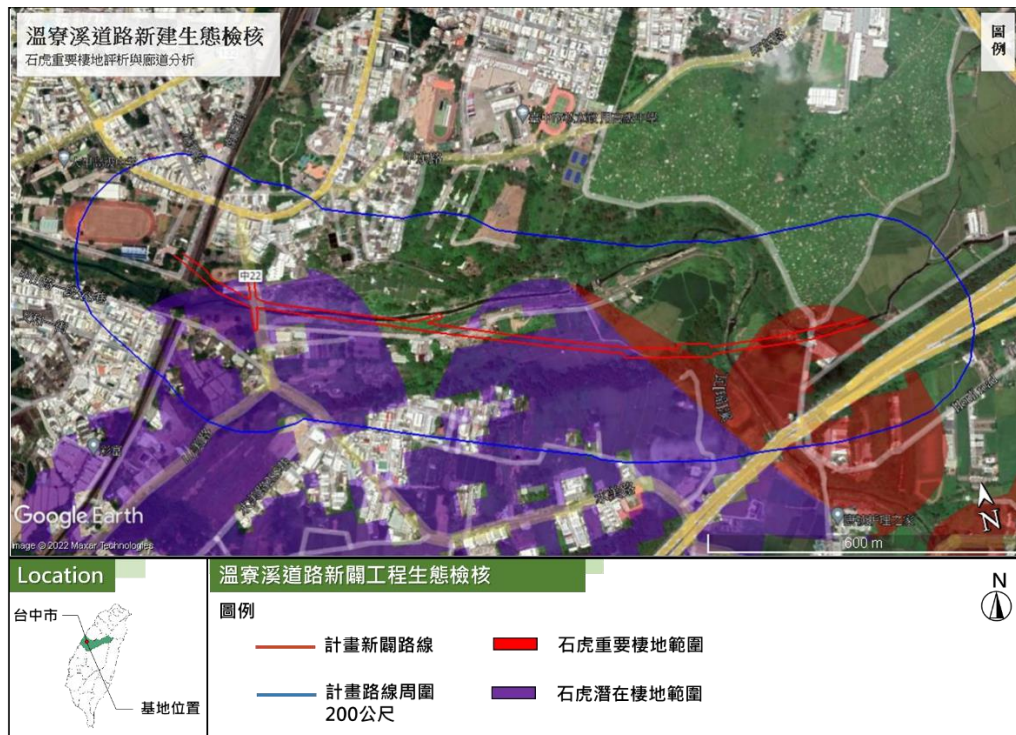 溫寮溪道路新建生態檢核
石虎重要棲地評析與廊道分析
圖例
中22
Google Earth
Image © 2022 Maxar Technologies
600 m
N
Location
台中市
基地位置
溫寮溪道路新闢工程生態檢核
圖例
計畫新闢路線
石虎重要棲地範圍
計畫路線周圍
200公尺
石虎潛在棲地範圍
N